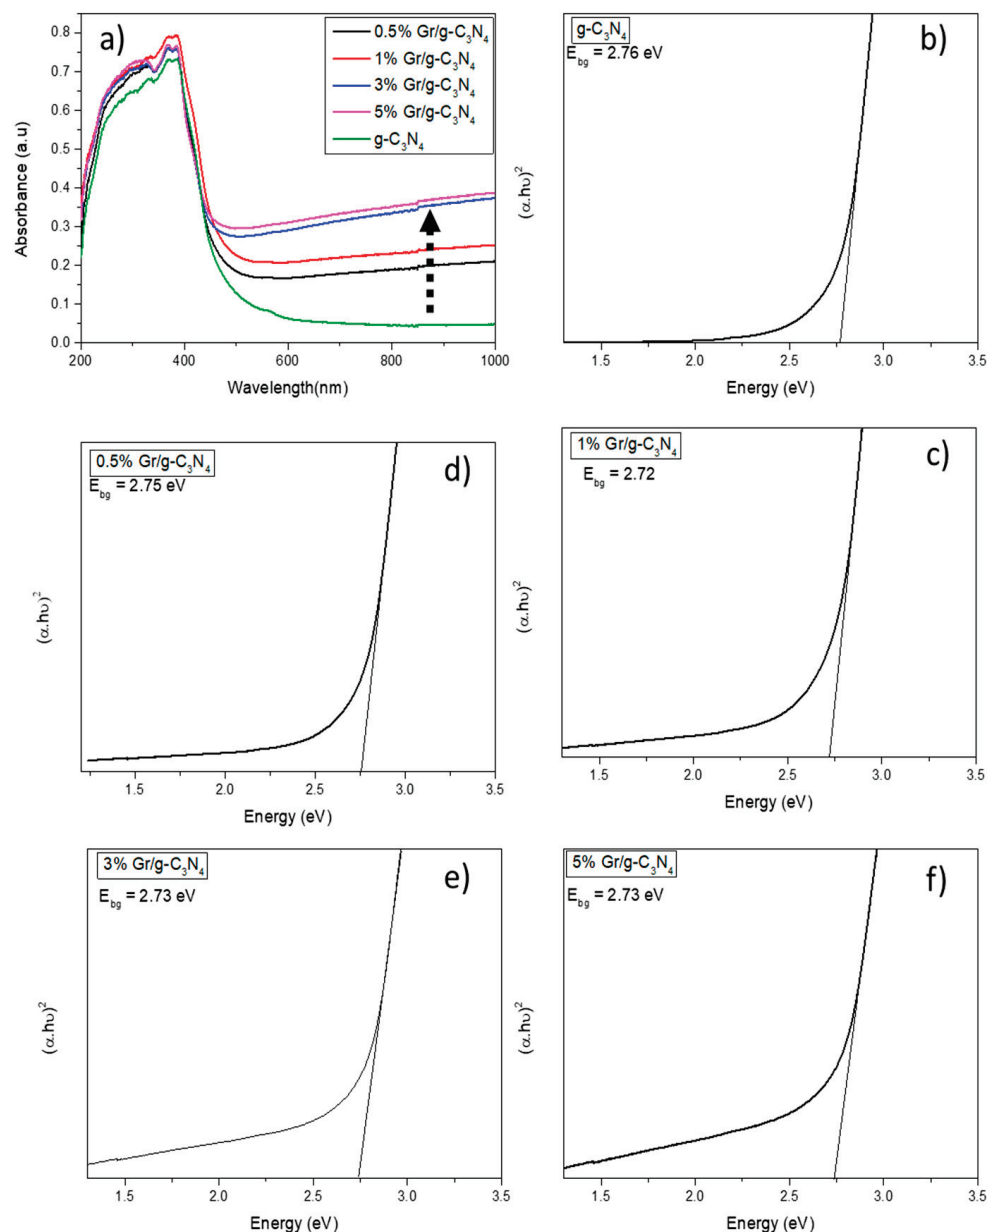 a)
0.5% Gr/g-C₃N₄
1% Gr/g-C₃N₄
3% Gr/g-C₃N₄
5% Gr/g-C₃N₄
g-C₃N₄
Absorbance (a.u)
0.8
0.7
0.6
0.5
0.4
0.3
0.2
0.1
0.0
200 400 600 800 1000
Wavelength(nm)
g-C₃N₄
E_bg = 2.76 eV
b)
(α.hυ)²
1.5 2.0 2.5 3.0 3.5
Energy (eV)
0.5% Gr/g-C₃N₄
E_bg = 2.75 eV
d)
(α.hυ)²
1.5 2.0 2.5 3.0 3.5
Energy (eV)
1% Gr/g-C₃N₄
E_bg = 2.72
c)
(α.hυ)²
1.5 2.0 2.5 3.0 3.5
Energy (eV)
3% Gr/g-C₃N₄
E_bg = 2.73 eV
e)
(α.hυ)²
1.5 2.0 2.5 3.0 3.5
Energy (eV)
5% Gr/g-C₃N₄
E_bg = 2.73 eV
f)
(α.hυ)²
1.5 2.0 2.5 3.0 3.5
Energy (eV)